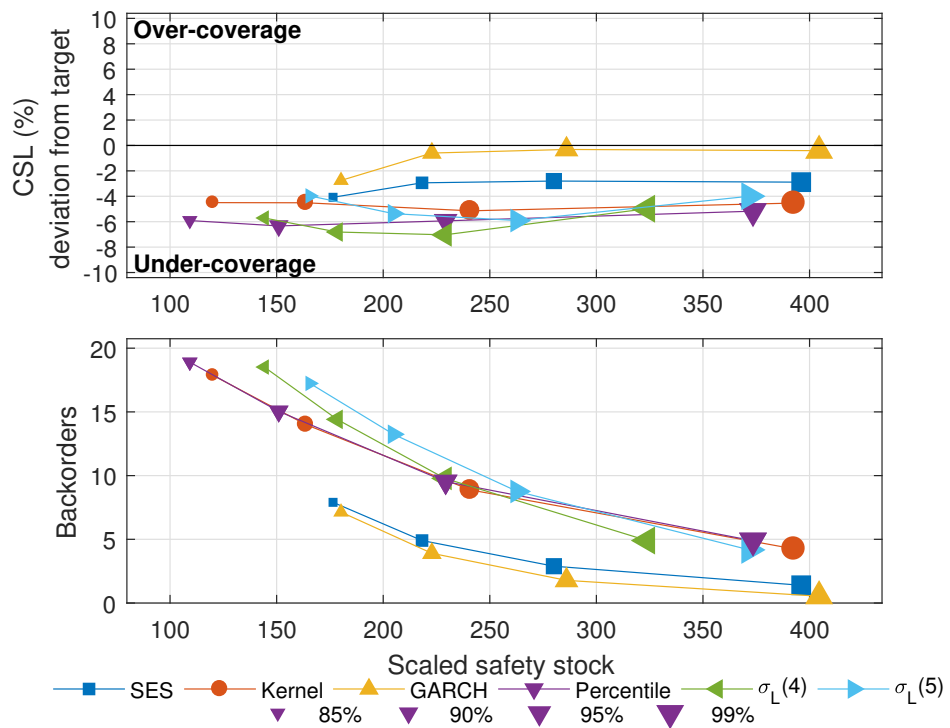 10
8
6
4
2
0
-2
-4
-6
-8
-10
CSL (%)
deviation from target
Over-coverage
Under-coverage
100 150 200 250 300 350 400
20
15
10
5
0
Backorders
100 150 200 250 300 350 400
Scaled safety stock
SES Kernel GARCH Percentile σL(4) σL(5)
85% 90% 95% 99%